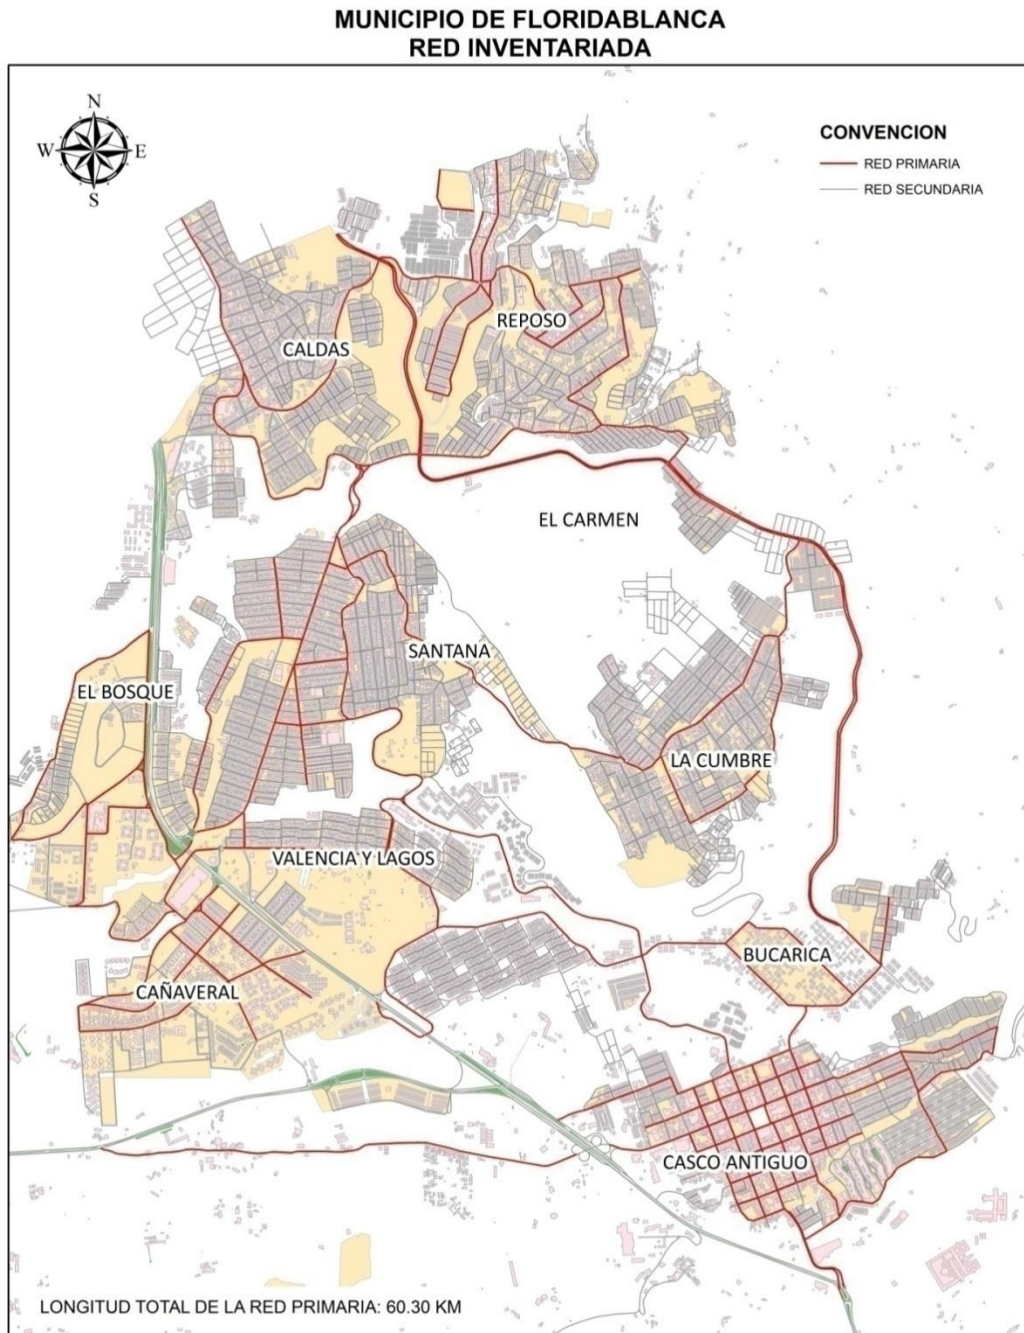 MUNICIPIO DE FLORIDABLANCA
RED INVENTARIADA
N
W
E
S
CONVENCION
RED PRIMARIA
RED SECUNDARIA
REPOSO
CALDAS
EL CARMEN
SANTANA
EL BOSQUE
LA CUMBRE
VALENCIA Y LAGOS
BUCARICA
CAÑAVERAL
CASCO ANTIGUO
LONGITUD TOTAL DE LA RED PRIMARIA: 60.30 KM